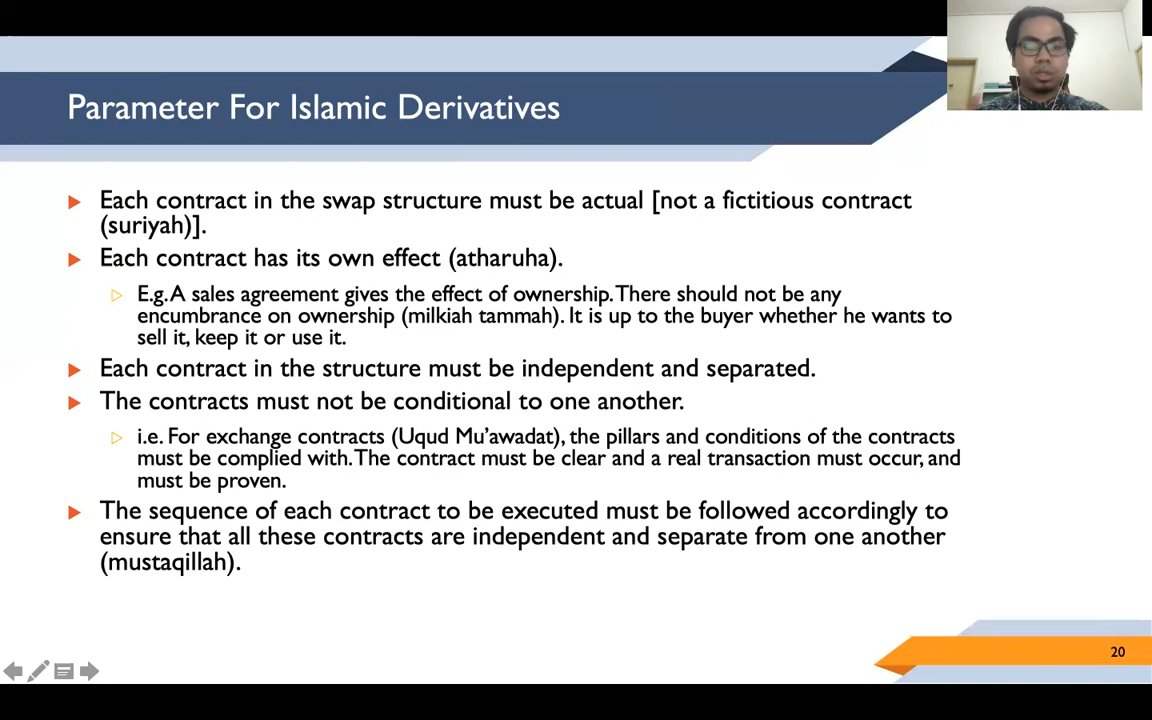 Parameter For Islamic Derivatives
Each contract in the swap structure must be actual [not a fictitious contract
(suriyah)].
Each contract has its own effect (atharuha).
E.g. A sales agreement gives the effect of ownership. There should not be any
encumbrance on ownership (milkiah tammah). It is up to the buyer whether he wants to
sell it, keep it or use it.
Each contract in the structure must be independent and separated.
The contracts must not be conditional to one another.
i.e. For exchange contracts (Uqud Mu’awadat), the pillars and conditions of the contracts
must be complied with. The contract must be clear and a real transaction must occur, and
must be proven.
The sequence of each contract to be executed must be followed accordingly to
ensure that all these contracts are independent and separate from one another
(mustaqillah).
20